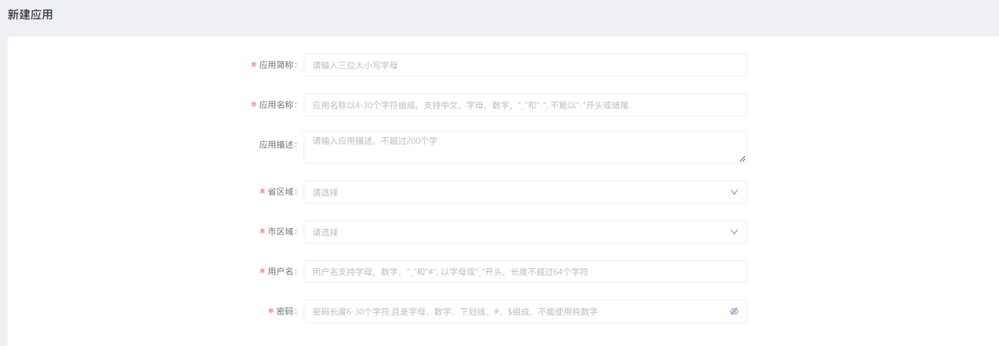 新建应用
* 应用简称: 请输入三位大小写字母
* 应用名称: 应用名称以4-30个字符组成，支持中文，字母，数字，"_"和"-", 不能以"-"开头或结尾
应用描述: 请输入应用描述，不超过200个字
* 省区域: 请选择
* 市区域: 请选择
* 用户名: 用户名支持字母，数字，"_"和"#", 以字母或"_"开头，长度不超过64个字符
* 密码: 密码长度6-30个字符,且是字母、数字、下划线、#、$组成，不能使用纯数字